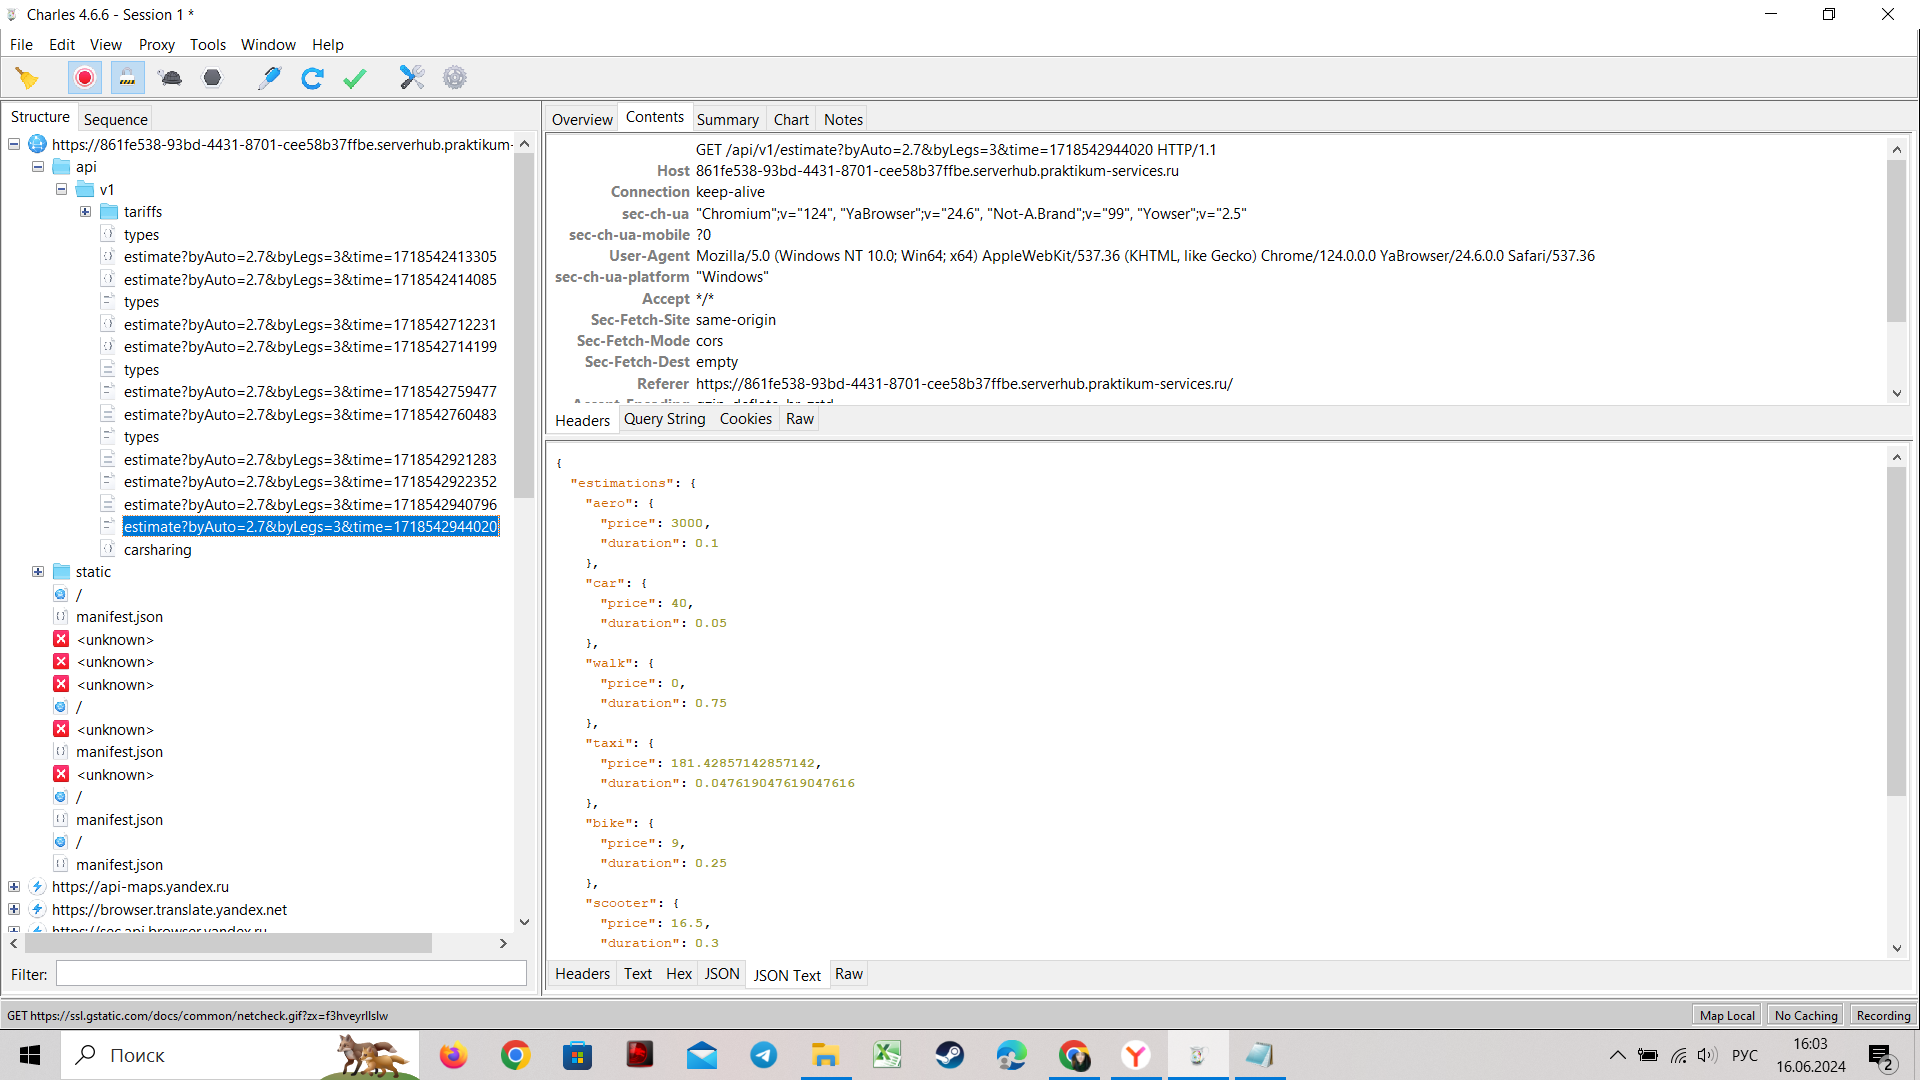 Charles 4.6.6 - Session 1 *
File Edit View Proxy Tools Window Help
Structure Sequence
https://861fe538-93bd-4431-8701-cee58b37ffbe.serverhub.praktikum-
api
v1
tariffs
types
estimate?byAuto=2.7&byLegs=3&time=1718542413305
estimate?byAuto=2.7&byLegs=3&time=1718542414085
types
estimate?byAuto=2.7&byLegs=3&time=1718542712231
estimate?byAuto=2.7&byLegs=3&time=1718542714199
types
estimate?byAuto=2.7&byLegs=3&time=1718542759477
estimate?byAuto=2.7&byLegs=3&time=1718542760483
types
estimate?byAuto=2.7&byLegs=3&time=1718542921283
estimate?byAuto=2.7&byLegs=3&time=1718542922352
estimate?byAuto=2.7&byLegs=3&time=1718542940796
estimate?byAuto=2.7&byLegs=3&time=1718542944020
carsharing
static
/
manifest.json
<unknown>
<unknown>
<unknown>
/
<unknown>
manifest.json
<unknown>
/
manifest.json
/
manifest.json
https://api-maps.yandex.ru
https://browser.translate.yandex.net
https://sec.api.browser.yandex.ru
Filter:
Overview Contents Summary Chart Notes
GET /api/v1/estimate?byAuto=2.7&byLegs=3&time=1718542944020 HTTP/1.1
Host 861fe538-93bd-4431-8701-cee58b37ffbe.serverhub.praktikum-services.ru
Connection keep-alive
sec-ch-ua "Chromium";v="124", "YaBrowser";v="24.6", "Not-A.Brand";v="99", "Yowser";v="2.5"
sec-ch-ua-mobile ?0
User-Agent Mozilla/5.0 (Windows NT 10.0; Win64; x64) AppleWebKit/537.36 (KHTML, like Gecko) Chrome/124.0.0.0 YaBrowser/24.6.0.0 Safari/537.36
sec-ch-ua-platform "Windows"
Accept */*
Sec-Fetch-Site same-origin
Sec-Fetch-Mode cors
Sec-Fetch-Dest empty
Referer https://861fe538-93bd-4431-8701-cee58b37ffbe.serverhub.praktikum-services.ru/
Accept-Encoding gzip, deflate, br, zstd
Headers Query String Cookies Raw
{
"estimations": {
"aero": {
"price": 3000,
"duration": 0.1
},
"car": {
"price": 40,
"duration": 0.05
},
"walk": {
"price": 0,
"duration": 0.75
},
"taxi": {
"price": 181.42857142857142,
"duration": 0.047619047619047616
},
"bike": {
"price": 9,
"duration": 0.25
},
"scooter": {
"price": 16.5,
"duration": 0.3
Headers Text Hex JSON JSON Text Raw
GET https://ssl.gstatic.com/docs/common/netcheck.gif?zx=f3hveyrllslw
Map Local No Caching Recording
Поиск
РУС
16:03
16.06.2024
2